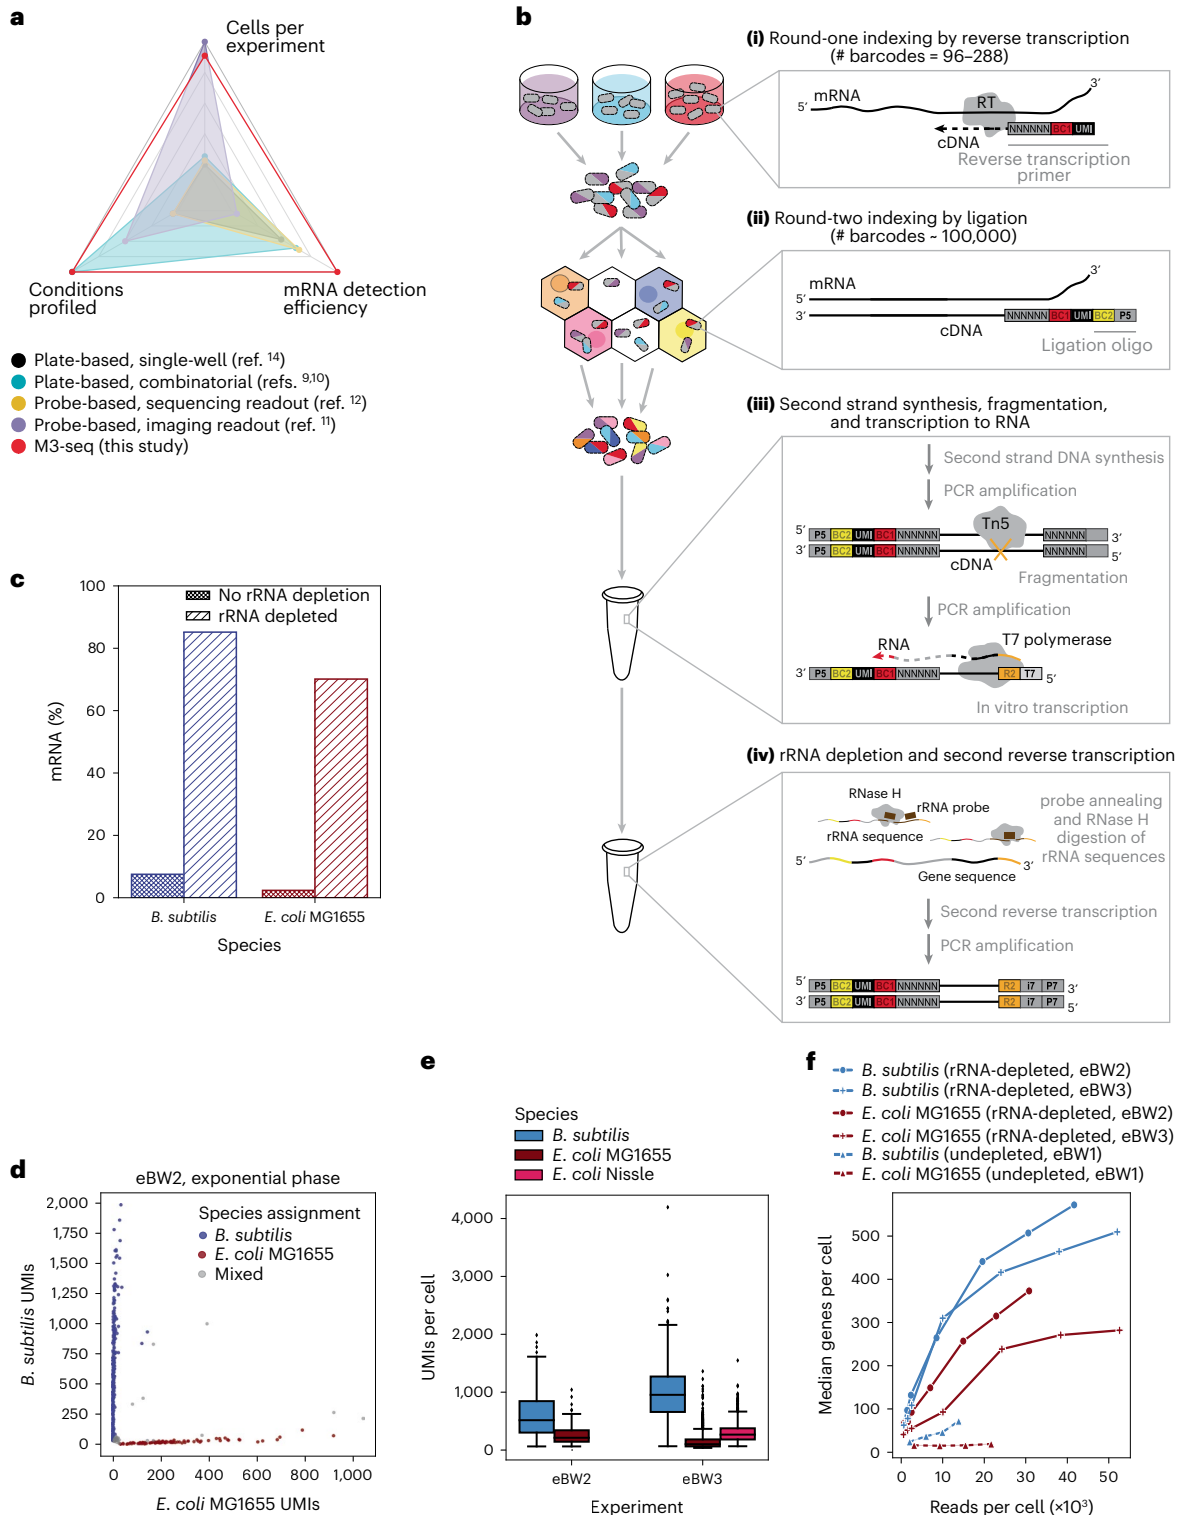 a
Cells per
experiment
Conditions
profiled
mRNA detection
efficiency
Plate-based, single-well (ref. 14)
Plate-based, combinatorial (refs. 9,10)
Probe-based, sequencing readout (ref. 12)
Probe-based, imaging readout (ref. 11)
M3-seq (this study)
b
(i) Round-one indexing by reverse transcription
(# barcodes = 96–288)
mRNA
3′
5′
RT
NNNNNN BC1 UMI
cDNA
Reverse transcription
primer
(ii) Round-two indexing by ligation
(# barcodes ~ 100,000)
3′
mRNA
5′
3′
NNNNNN BC1 UMI BC2 P5
cDNA
Ligation oligo
(iii) Second strand synthesis, fragmentation,
and transcription to RNA
Second strand DNA synthesis
PCR amplification
Tn5
5′ P5 BC2 UMI BC1 NNNNNN NNNNNN 3′
3′ P5 BC2 UMI BC1 NNNNNN NNNNNN 5′
cDNA
Fragmentation
PCR amplification
T7 polymerase
RNA
3′ P5 BC2 UMI BC1 NNNNNN R2 T7 5′
In vitro transcription
(iv) rRNA depletion and second reverse transcription
RNase H
rRNA probe
rRNA sequence
probe annealing
and RNase H
digestion of
rRNA sequences
5′
3′
Gene sequence
Second reverse transcription
PCR amplification
5′ P5 BC2 UMI BC1 NNNNNN R2 i7 P7 3′
3′ P5 BC2 UMI BC1 NNNNNN R2 i7 P7 5′
c
No rRNA depletion
rRNA depleted
100
80
60
40
20
0
mRNA (%)
B. subtilis
E. coli MG1655
Species
d
eBW2, exponential phase
Species assignment
B. subtilis
E. coli MG1655
Mixed
2,000
1,750
1,500
1,250
1,000
750
500
250
0
B. subtilis UMIs
0 200 400 600 800 1,000
E. coli MG1655 UMIs
e
Species
B. subtilis
E. coli MG1655
E. coli Nissle
4,000
3,000
2,000
1,000
0
UMIs per cell
eBW2 eBW3
Experiment
f
B. subtilis (rRNA-depleted, eBW2)
B. subtilis (rRNA-depleted, eBW3)
E. coli MG1655 (rRNA-depleted, eBW2)
E. coli MG1655 (rRNA-depleted, eBW3)
B. subtilis (undepleted, eBW1)
E. coli MG1655 (undepleted, eBW1)
500
400
300
200
100
0
Median genes per cell
0 10 20 30 40 50
Reads per cell (×10³)